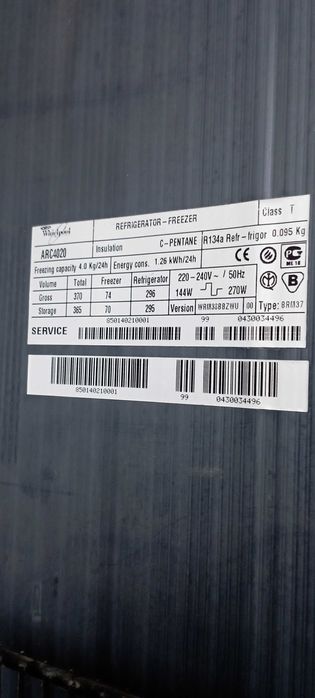 Whirlpool REFRIGERATOR-FREEZER Class T
ARC4020 Insulation C-PENTANE R134a Refr-frigor 0.095 Kg
Freezing capacity 4.0 Kg/24h Energy cons. 1.26 kWh/24h
Volume Total Freezer Refrigerator 220-240V~/ 50Hz
Gross 370 74 296 144W 270W
Storage 365 70 295 Version 00 Type: BRM37
SERVICE 850140210001 99 0430034496
850140210001 99 0430034496